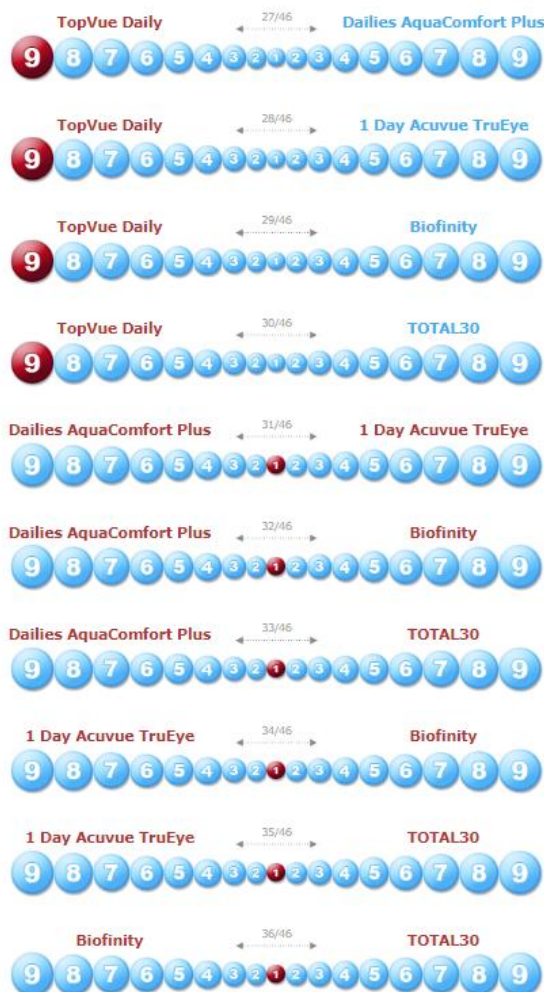 27/46
TopVue Daily Dailies AquaComfort Plus
9 8 7 6 5 4 3 2 1 2 3 4 5 6 7 8 9
28/46
TopVue Daily 1 Day Acuvue TruEye
9 8 7 6 5 4 3 2 1 2 3 4 5 6 7 8 9
29/46
TopVue Daily Biofinity
9 8 7 6 5 4 3 2 1 2 3 4 5 6 7 8 9
30/46
TopVue Daily TOTAL30
9 8 7 6 5 4 3 2 1 2 3 4 5 6 7 8 9
31/46
Dailies AquaComfort Plus 1 Day Acuvue TruEye
9 8 7 6 5 4 3 2 1 2 3 4 5 6 7 8 9
32/46
Dailies AquaComfort Plus Biofinity
9 8 7 6 5 4 3 2 1 2 3 4 5 6 7 8 9
33/46
Dailies AquaComfort Plus TOTAL30
9 8 7 6 5 4 3 2 1 2 3 4 5 6 7 8 9
34/46
1 Day Acuvue TruEye Biofinity
9 8 7 6 5 4 3 2 1 2 3 4 5 6 7 8 9
35/46
1 Day Acuvue TruEye TOTAL30
9 8 7 6 5 4 3 2 1 2 3 4 5 6 7 8 9
36/46
Biofinity TOTAL30
9 8 7 6 5 4 3 2 1 2 3 4 5 6 7 8 9